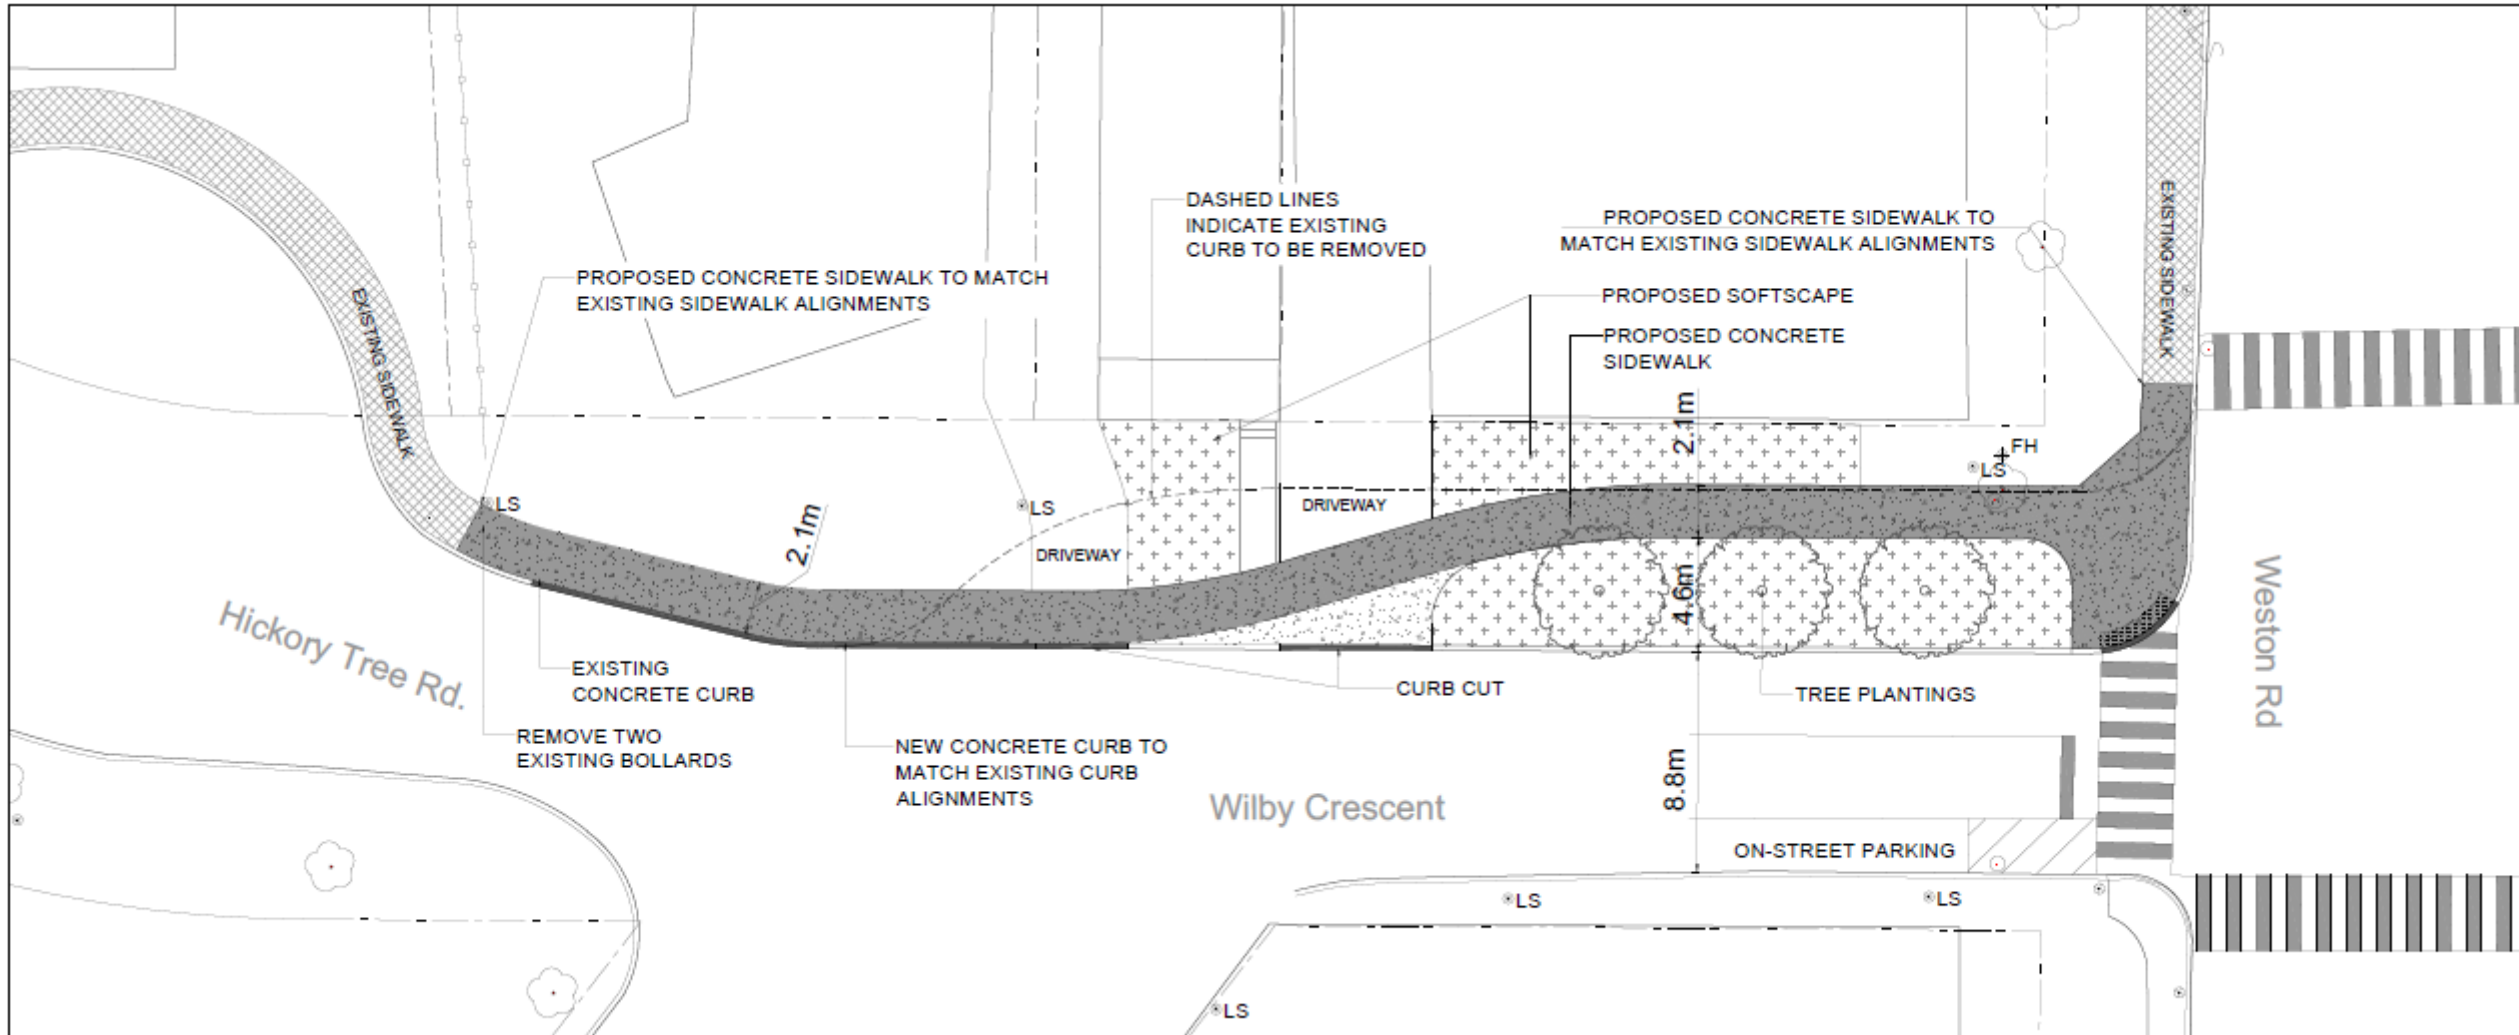 DASHED LINES
INDICATE EXISTING
CURB TO BE REMOVED
PROPOSED CONCRETE SIDEWALK TO
MATCH EXISTING SIDEWALK ALIGNMENTS
EXISTING SIDEWALK
PROPOSED CONCRETE SIDEWALK TO MATCH
EXISTING SIDEWALK ALIGNMENTS
PROPOSED SOFTSCAPE
PROPOSED CONCRETE
SIDEWALK
EXISTING SIDEWALK
2.1m
FH
LS
LS
LS
DRIVEWAY
2.1m
DRIVEWAY
4.6m
Hickory Tree Rd.
EXISTING
CONCRETE CURB
CURB CUT
TREE PLANTINGS
Weston Rd
REMOVE TWO
EXISTING BOLLARDS
NEW CONCRETE CURB TO
MATCH EXISTING CURB
ALIGNMENTS
Wilby Crescent
8.8m
ON-STREET PARKING
LS
LS
LS